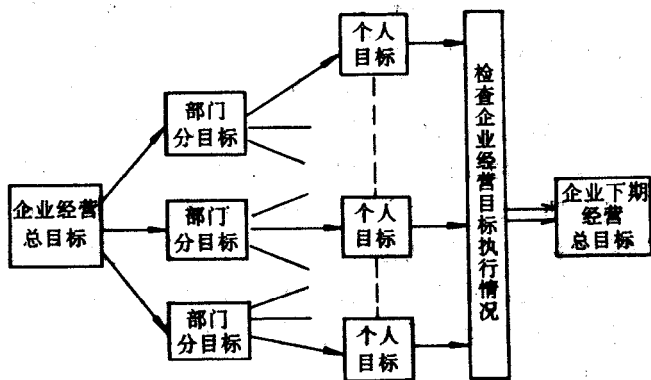 企业经营
总目标
部门
分目标
部门
分目标
部门
分目标
个人
目标
个人
目标
个人
目标
检查企业经营目标执行情况
企业下期
经营
总目标